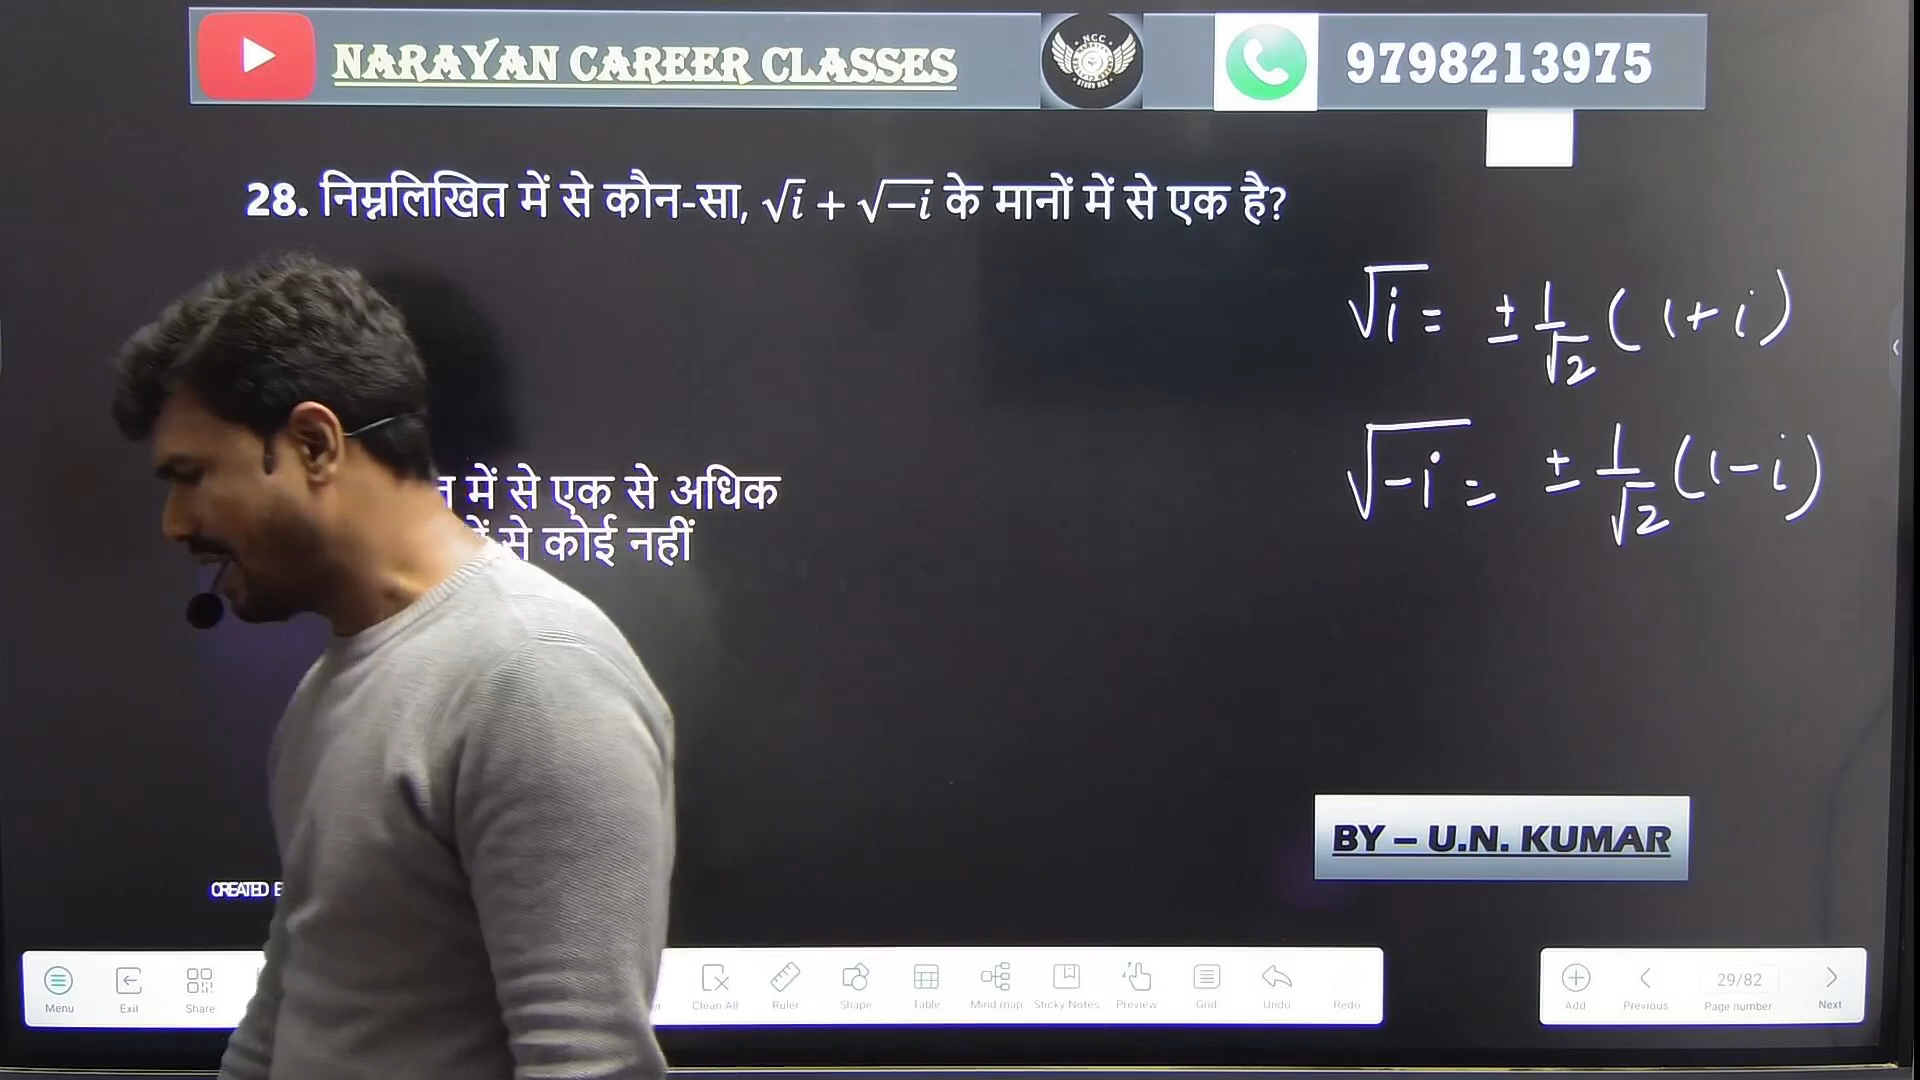 NARAYAN CAREER CLASSES
NCC
9798213975
28. निम्नलिखित में से कौन-सा, √i + √−i के मानों में से एक है?
√i = ± 1/√2 (1+i)
√-i = ± 1/√2 (1-i)
में से एक से अधिक
से कोई नहीं
BY – U.N. KUMAR
CREATED
Menu
Exit
Share
Clean All
Ruler
Shape
Table
Mind map
Sticky Notes
Preview
Grid
Undo
Redo
Add
Previous
29/82
Page number
Next